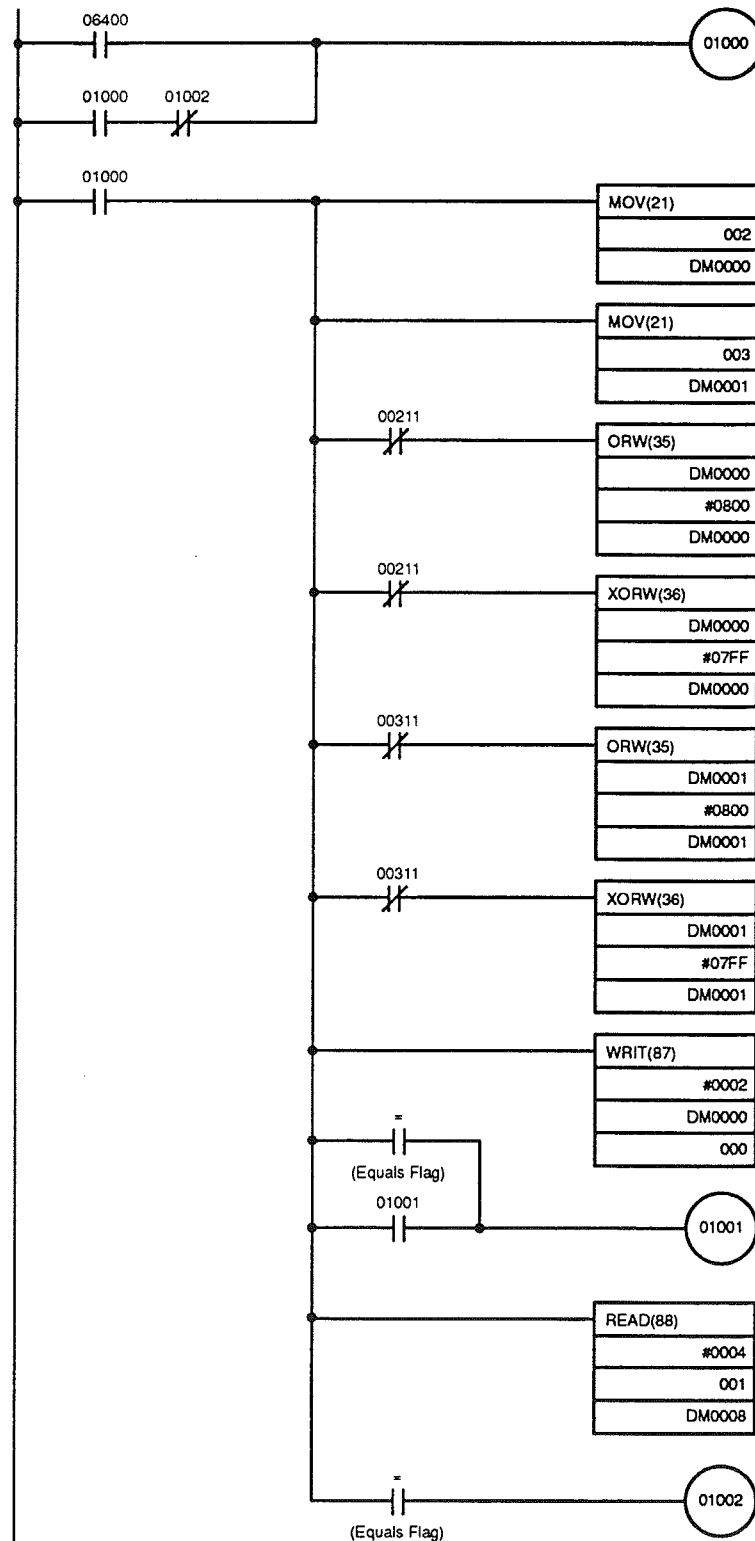 06400
01000
01000 01002
01000
MOV(21)
002
DM0000
MOV(21)
003
DM0001
00211
ORW(35)
DM0000
#0800
DM0000
00211
XORW(36)
DM0000
#07FF
DM0000
00311
ORW(35)
DM0001
#0800
DM0001
00311
XORW(36)
DM0001
#07FF
DM0001
WRIT(87)
#0002
DM0000
000
=
(Equals Flag)
01001
01001
READ(88)
#0004
001
DM0008
=
(Equals Flag)
01002